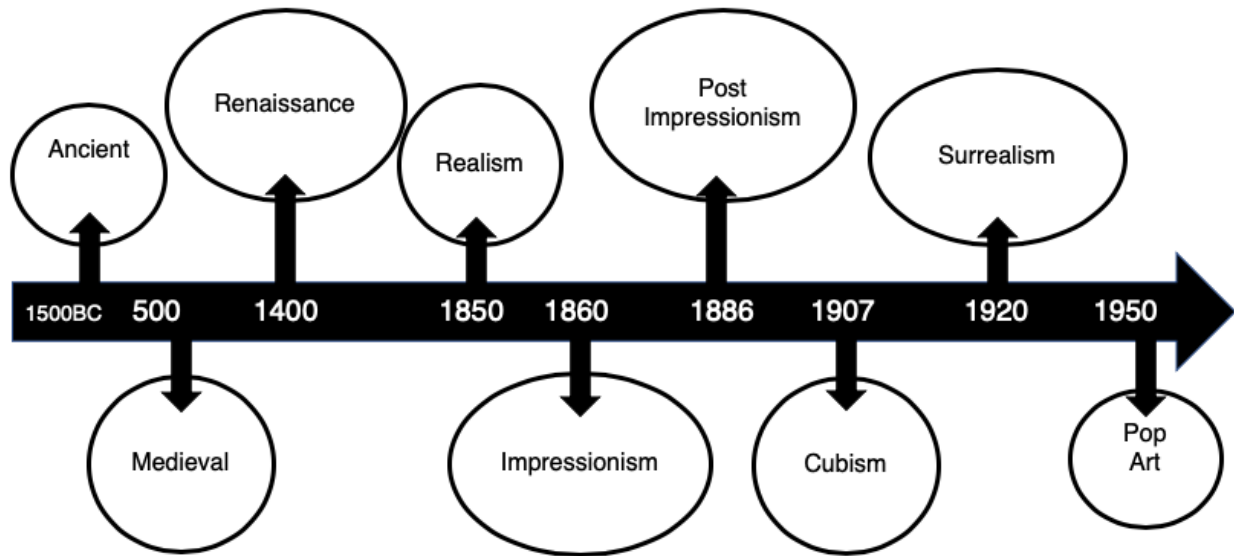 Ancient
Renaissance
Realism
Post
Impressionism
Surrealism
1500BC 500 1400 1850 1860 1886 1907 1920 1950
Medieval
Impressionism
Cubism
Pop
Art